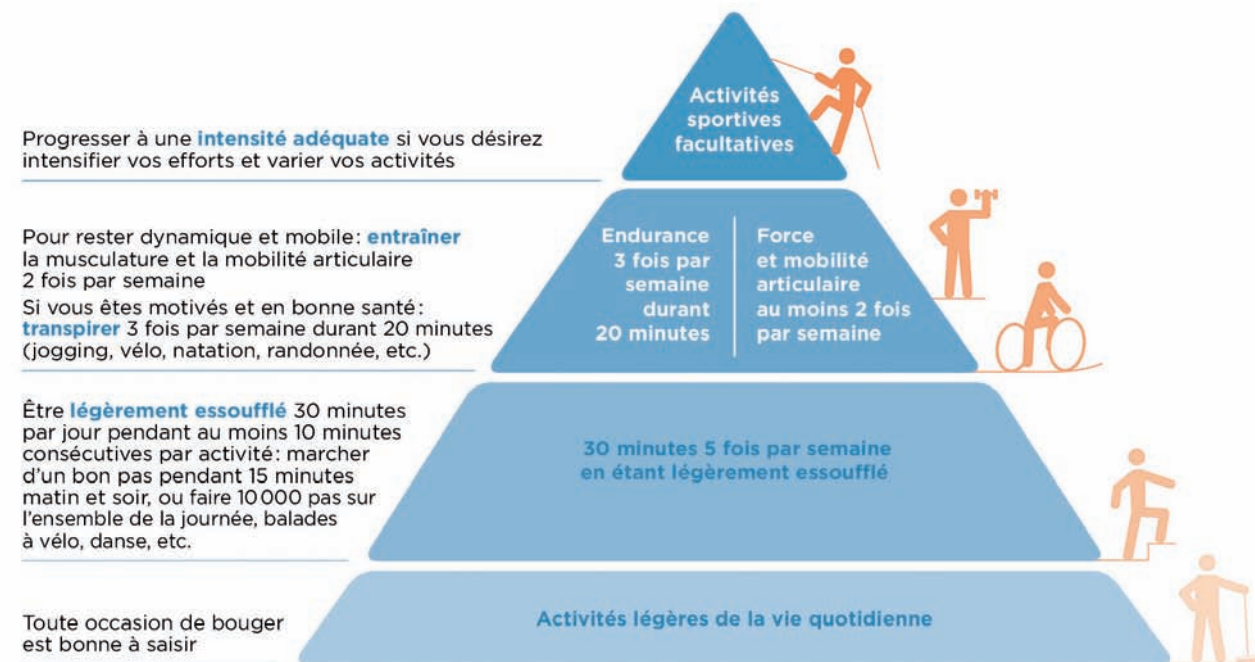 Activités
sportives
facultatives
Progresser à une intensité adéquate si vous désirez
intensifier vos efforts et varier vos activités
Pour rester dynamique et mobile: entraîner
la musculature et la mobilité articulaire
2 fois par semaine
Si vous êtes motivés et en bonne santé:
transpirer 3 fois par semaine durant 20 minutes
(jogging, vélo, natation, randonnée, etc.)
Endurance
3 fois par
semaine
durant
20 minutes
Force
et mobilité
articulaire
au moins 2 fois
par semaine
Être légèrement essoufflé 30 minutes
par jour pendant au moins 10 minutes
consécutives par activité: marcher
d'un bon pas pendant 15 minutes
matin et soir, ou faire 10 000 pas sur
l'ensemble de la journée, balades
à vélo, danse, etc.
30 minutes 5 fois par semaine
en étant légèrement essoufflé
Toute occasion de bouger
est bonne à saisir
Activités légères de la vie quotidienne